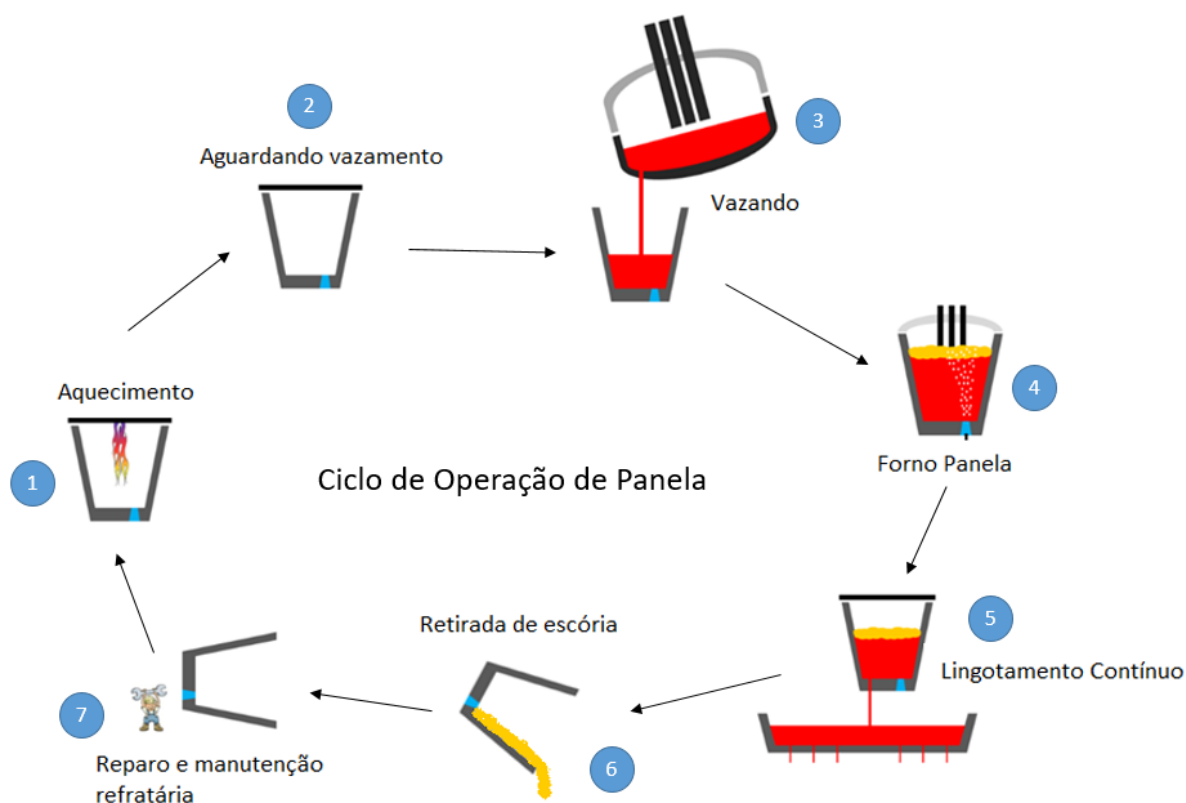 2
Aguardando vazamento
3
Vazando
4
Forno Panela
Aquecimento
1
Ciclo de Operação de Panela
5
Lingotamento Contínuo
Retirada de escória
6
7
Reparo e manutenção
refratária